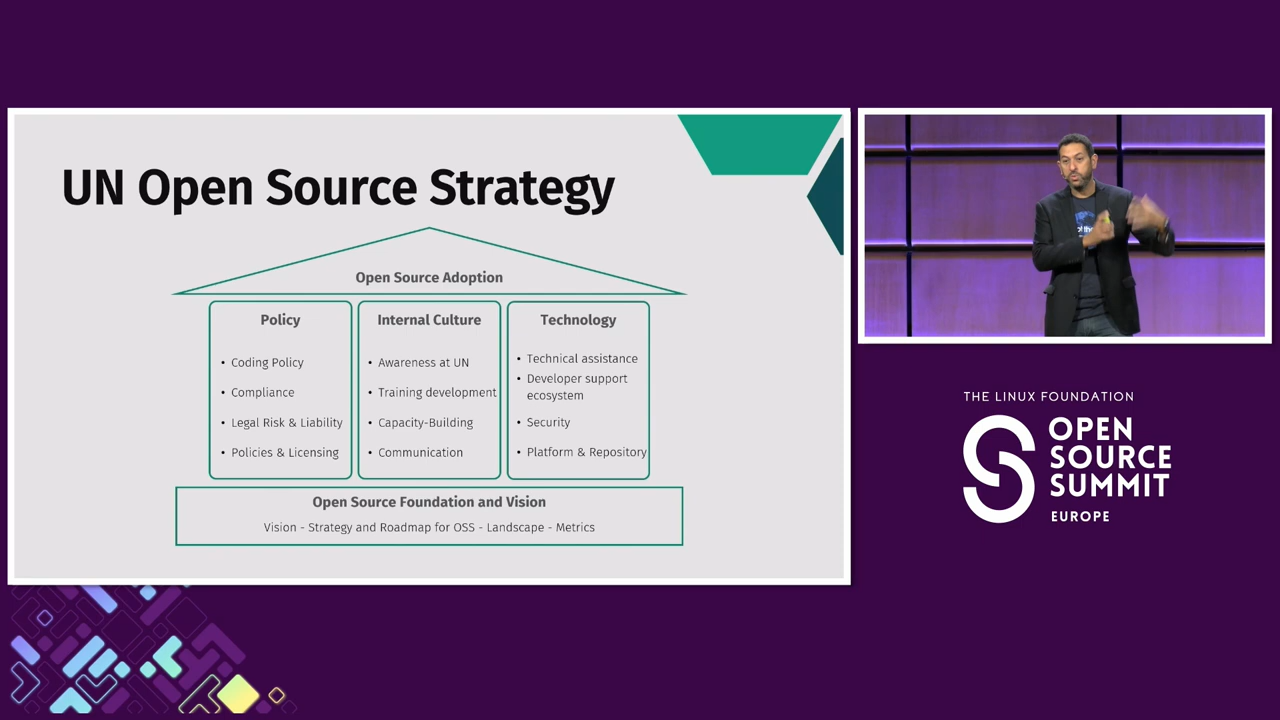 UN Open Source Strategy
Open Source Adoption
Policy
• Coding Policy
• Compliance
• Legal Risk & Liability
• Policies & Licensing
Internal Culture
• Awareness at UN
• Training development
• Capacity-Building
• Communication
Technology
• Technical assistance
• Developer support
ecosystem
• Security
• Platform & Repository
Open Source Foundation and Vision
Vision - Strategy and Roadmap for OSS - Landscape - Metrics
THE LINUX FOUNDATION
OPEN
SOURCE
SUMMIT
EUROPE